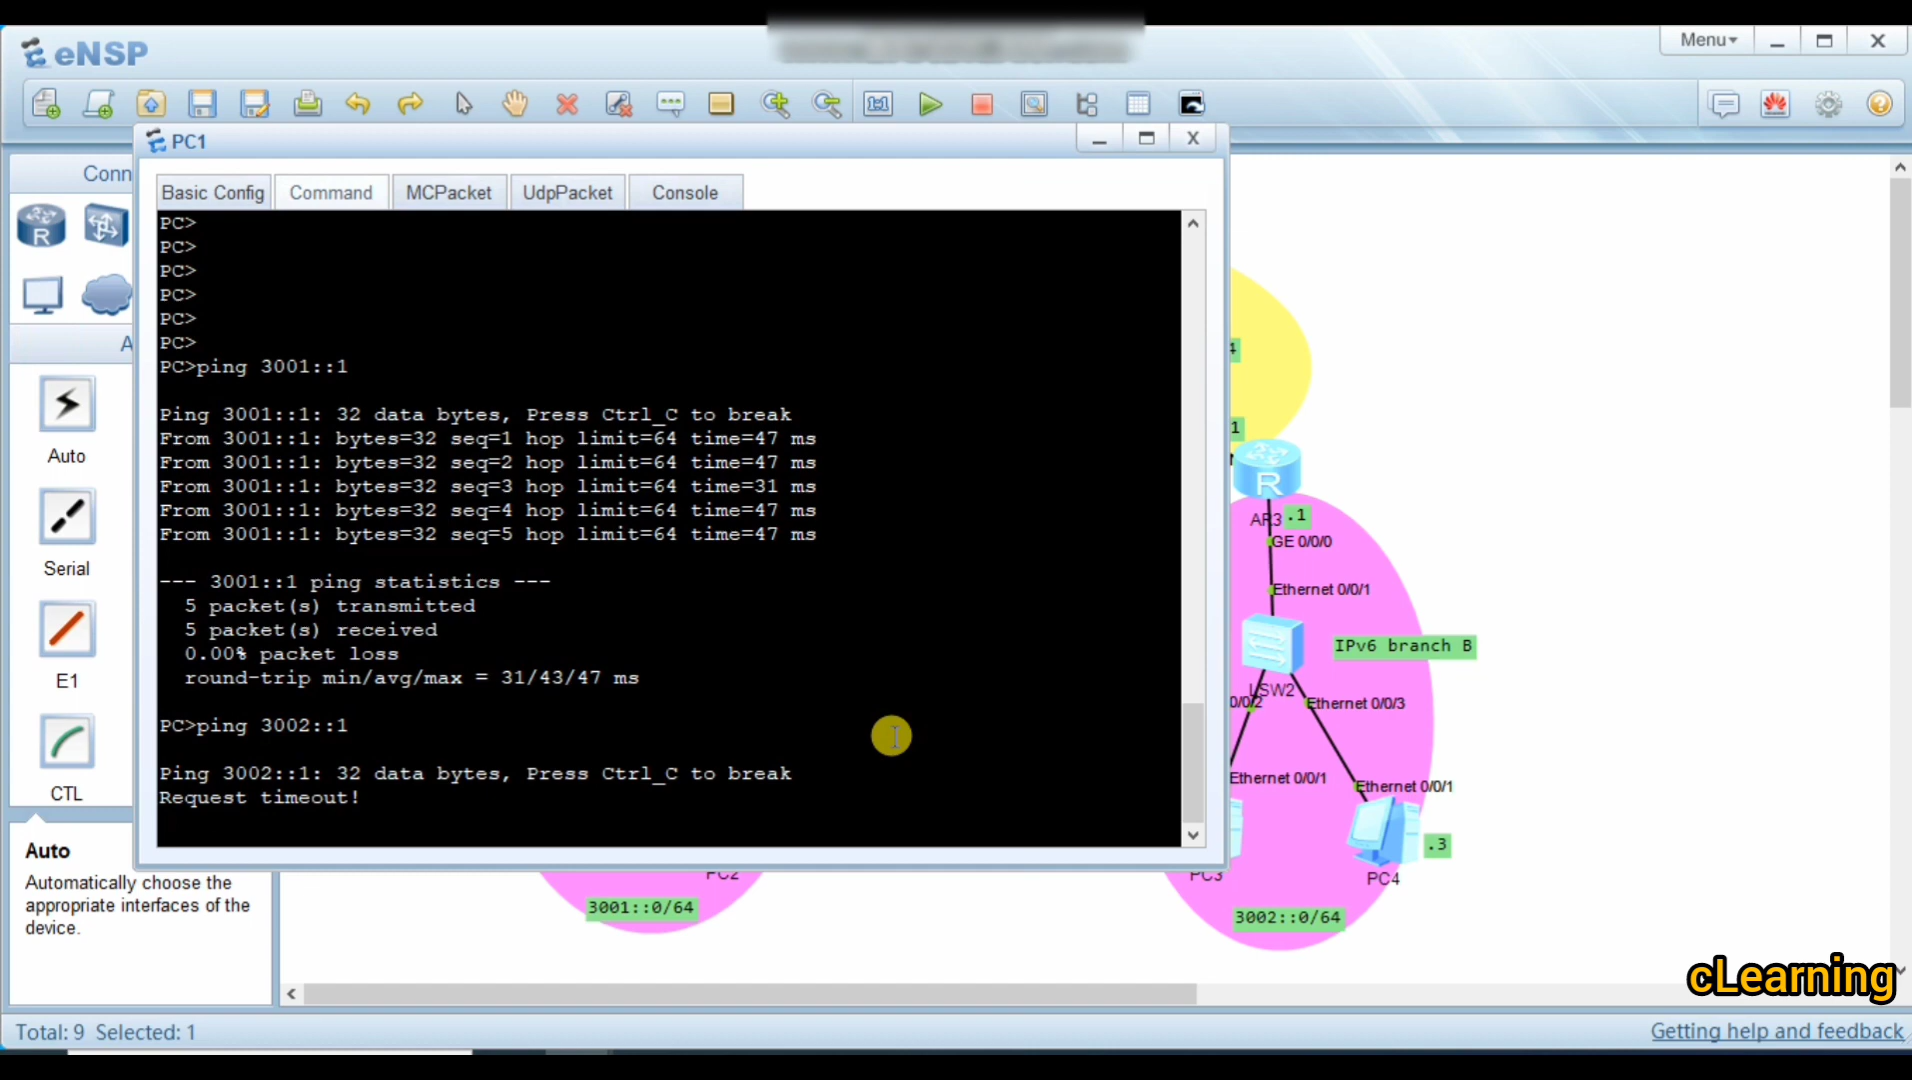 eNSP
Menu
PC1
Conn
Basic Config
Command
MCPacket
UdpPacket
Console
PC>
PC>
PC>
PC>
PC>
PC>
PC>ping 3001::1
Ping 3001::1: 32 data bytes, Press Ctrl_C to break
From 3001::1: bytes=32 seq=1 hop limit=64 time=47 ms
From 3001::1: bytes=32 seq=2 hop limit=64 time=47 ms
From 3001::1: bytes=32 seq=3 hop limit=64 time=31 ms
From 3001::1: bytes=32 seq=4 hop limit=64 time=47 ms
From 3001::1: bytes=32 seq=5 hop limit=64 time=47 ms
--- 3001::1 ping statistics ---
5 packet(s) transmitted
5 packet(s) received
0.00% packet loss
round-trip min/avg/max = 31/43/47 ms
PC>ping 3002::1
Ping 3002::1: 32 data bytes, Press Ctrl_C to break
Request timeout!
A
Auto
Serial
E1
CTL
Auto
Automatically choose the
appropriate interfaces of the
device.
4
1
R
R
AR3 .1
GE 0/0/0
Ethernet 0/0/1
IPv6 branch B
LSW2
0/0/2
Ethernet 0/0/3
Ethernet 0/0/1
Ethernet 0/0/1
.3
PC2
PC3
PC4
3001::0/64
3002::0/64
cLearning
Total: 9 Selected: 1
Getting help and feedback